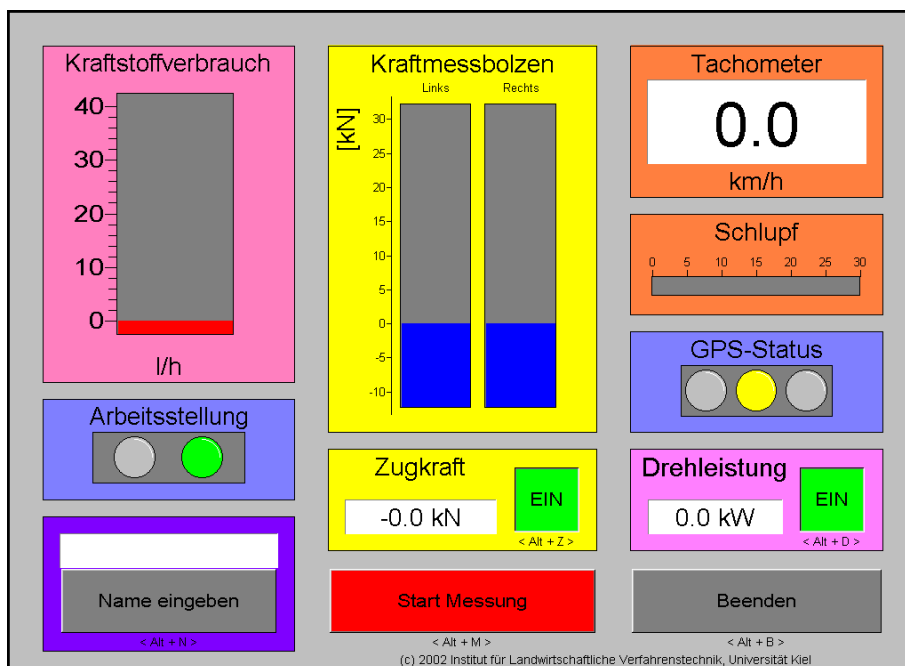 Kraftstoffverbrauch
40
30
20
10
0
l/h
Arbeitsstellung
Name eingeben
< Alt + N >
Kraftmessbolzen
Links Rechts
[kN]
30
25
20
15
10
5
0
-5
-10
Zugkraft
-0.0 kN
EIN
< Alt + Z >
Start Messung
< Alt + M >
Tachometer
0.0
km/h
Schlupf
0 5 10 15 20 25 30
GPS-Status
Drehleistung
0.0 kW
EIN
< Alt + D >
Beenden
< Alt + B >
(c) 2002 Institut für Landwirtschaftliche Verfahrenstechnik, Universität Kiel